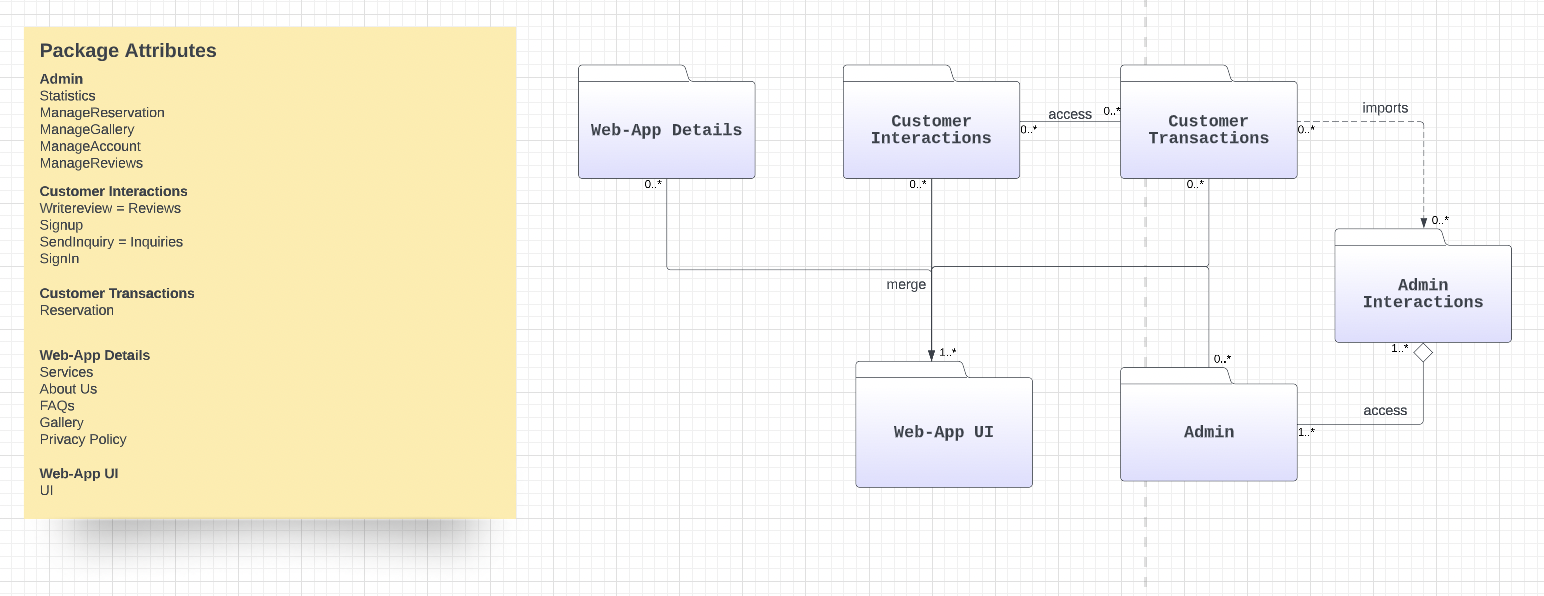 Package Attributes
Admin
Statistics
ManageReservation
ManageGallery
ManageAccount
ManageReviews
Customer Interactions
Writereview = Reviews
Signup
SendInquiry = Inquiries
SignIn
Customer Transactions
Reservation
Web-App Details
Services
About Us
FAQs
Gallery
Privacy Policy
Web-App UI
UI
Web-App Details
0..*
Customer
Interactions
0..*
access
0..*
0..*
Customer
Transactions
0..*
0..*
imports
0..*
Admin
Interactions
1..*
merge
1..*
Web-App UI
0..*
Admin
1..*
access